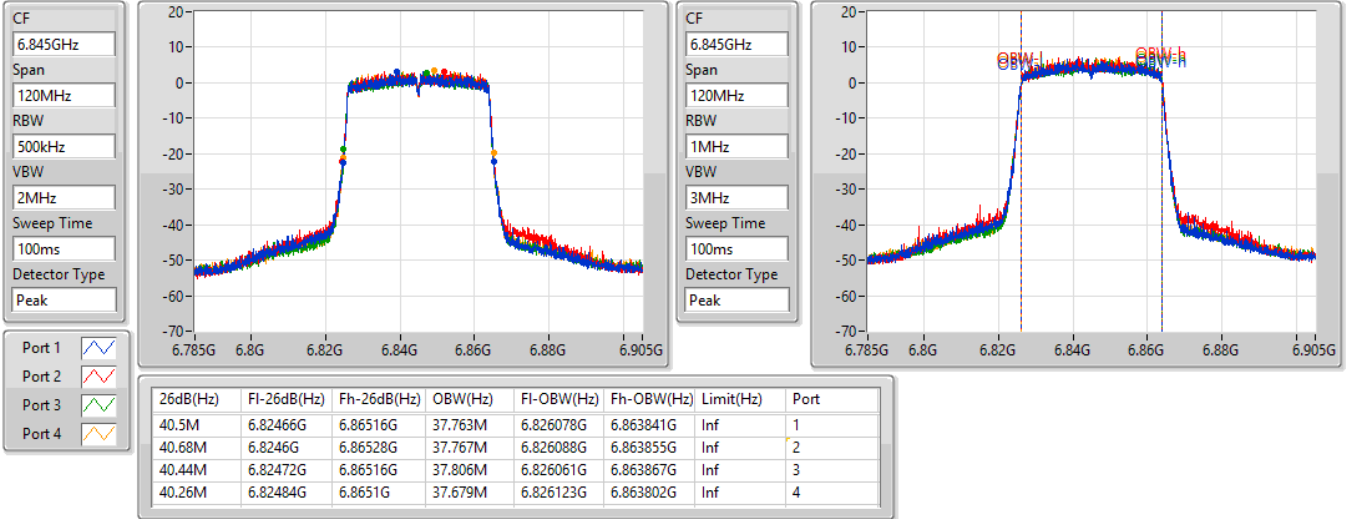 CF
6.845GHz
Span
120MHz
RBW
500kHz
VBW
2MHz
Sweep Time
100ms
Detector Type
Peak
20
10
0
-10
-20
-30
-40
-50
-60
-70
6.785G 6.8G 6.82G 6.84G 6.86G 6.88G 6.905G
CF
6.845GHz
Span
120MHz
RBW
1MHz
VBW
3MHz
Sweep Time
100ms
Detector Type
Peak
20
10
0
-10
-20
-30
-40
-50
-60
-70
OBW-l OBW-h
6.785G 6.8G 6.82G 6.84G 6.86G 6.88G 6.905G
Port 1
Port 2
Port 3
Port 4
26dB(Hz) Fl-26dB(Hz) Fh-26dB(Hz) OBW(Hz) Fl-OBW(Hz) Fh-OBW(Hz) Limit(Hz) Port
40.5M 6.82466G 6.86516G 37.763M 6.826078G 6.863841G Inf 1
40.68M 6.8246G 6.86528G 37.767M 6.826088G 6.863855G Inf 2
40.44M 6.82472G 6.86516G 37.806M 6.826061G 6.863867G Inf 3
40.26M 6.82484G 6.8651G 37.679M 6.826123G 6.863802G Inf 4